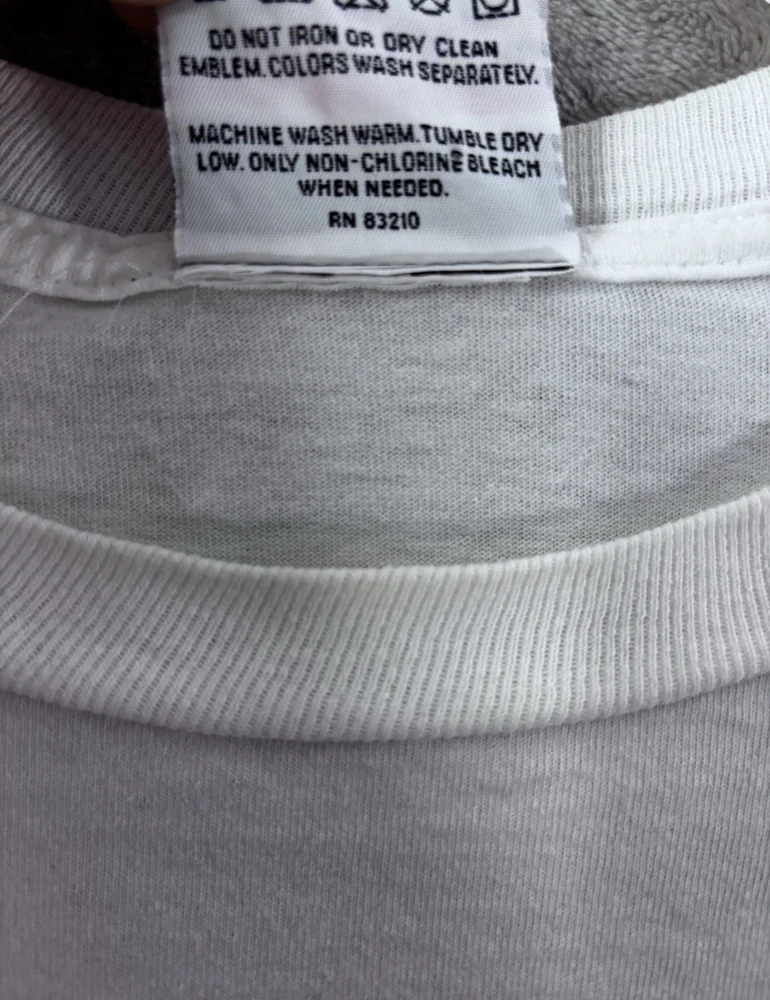 DO NOT IRON OR DRY CLEAN
EMBLEM. COLORS WASH SEPARATELY.
MACHINE WASH WARM. TUMBLE DRY
LOW. ONLY NON-CHLORINE BLEACH
WHEN NEEDED.
RN 83210